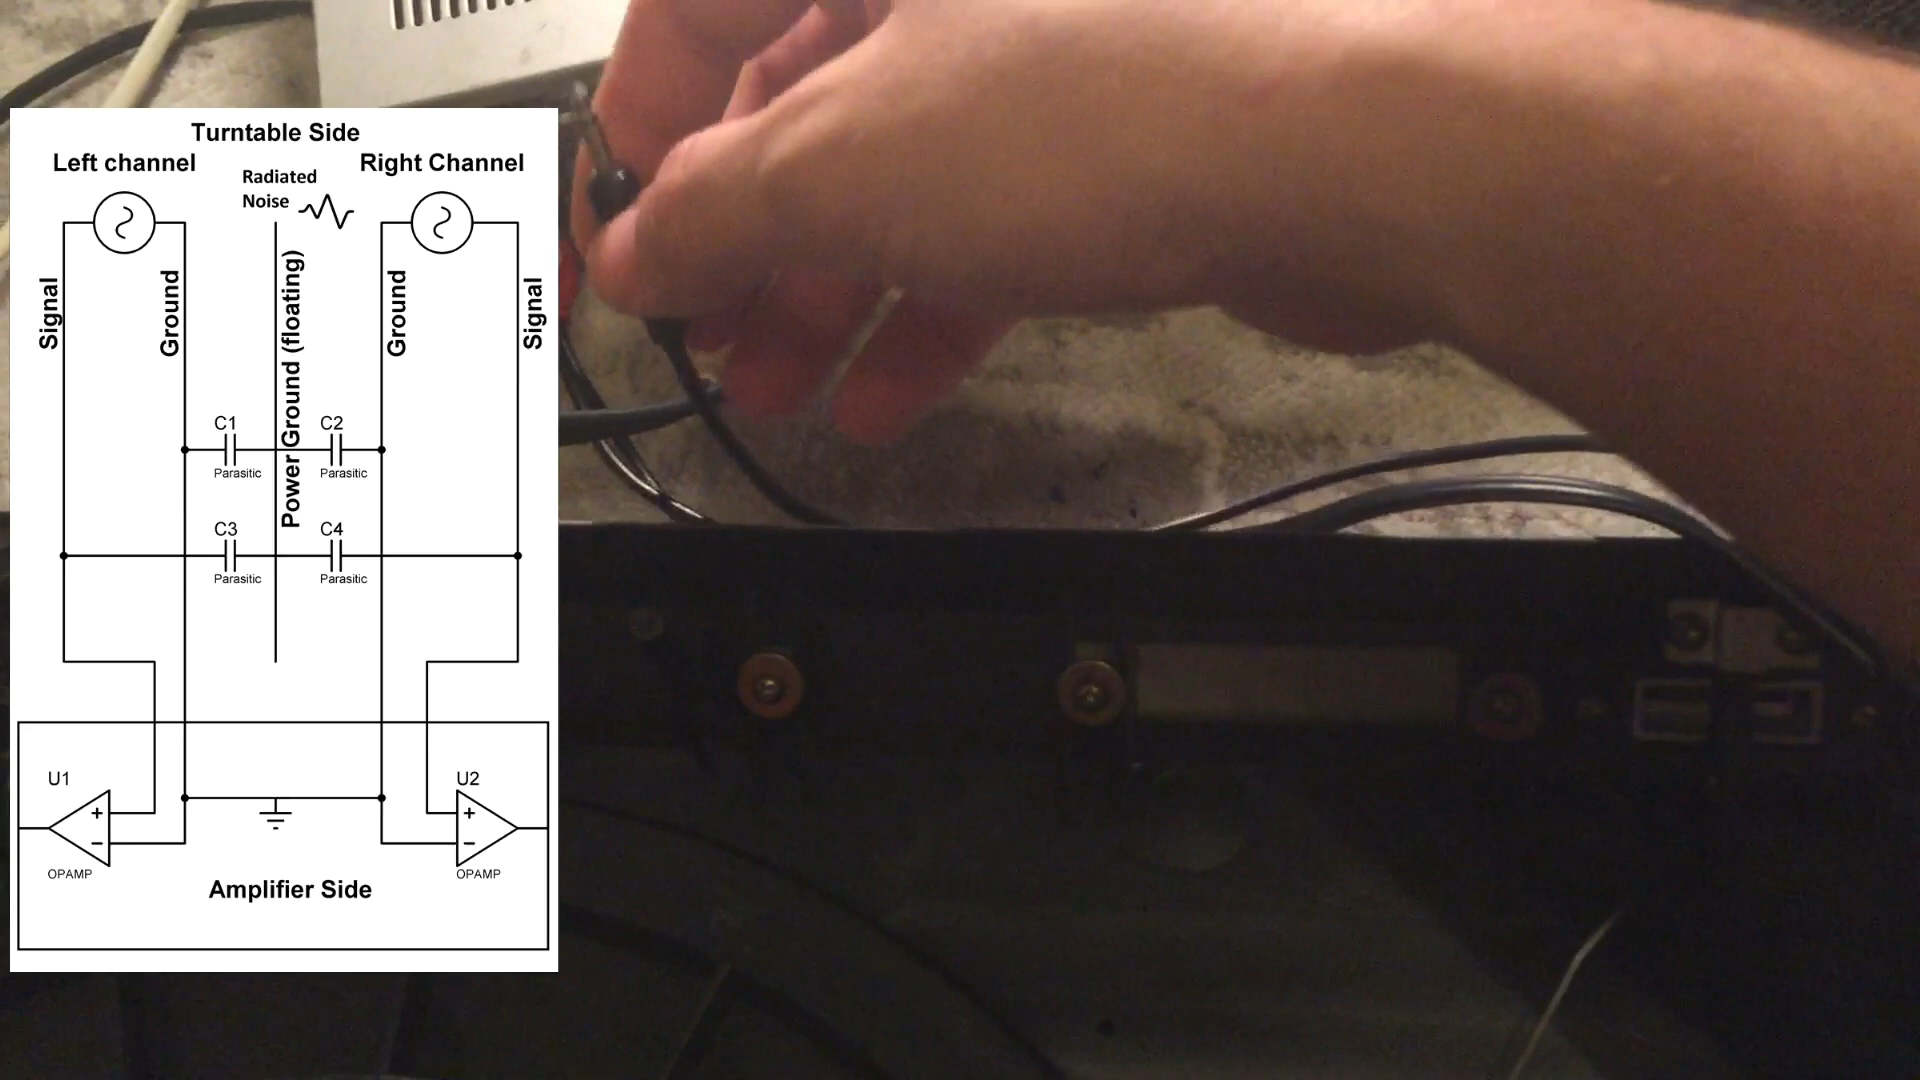 Turntable Side
Left channel
Right Channel
Radiated
Noise
Signal
Ground
Power Ground (floating)
Ground
Signal
C1
C2
Parasitic
Parasitic
C3
C4
Parasitic
Parasitic
U1
U2
+
+
−
−
OPAMP
OPAMP
Amplifier Side